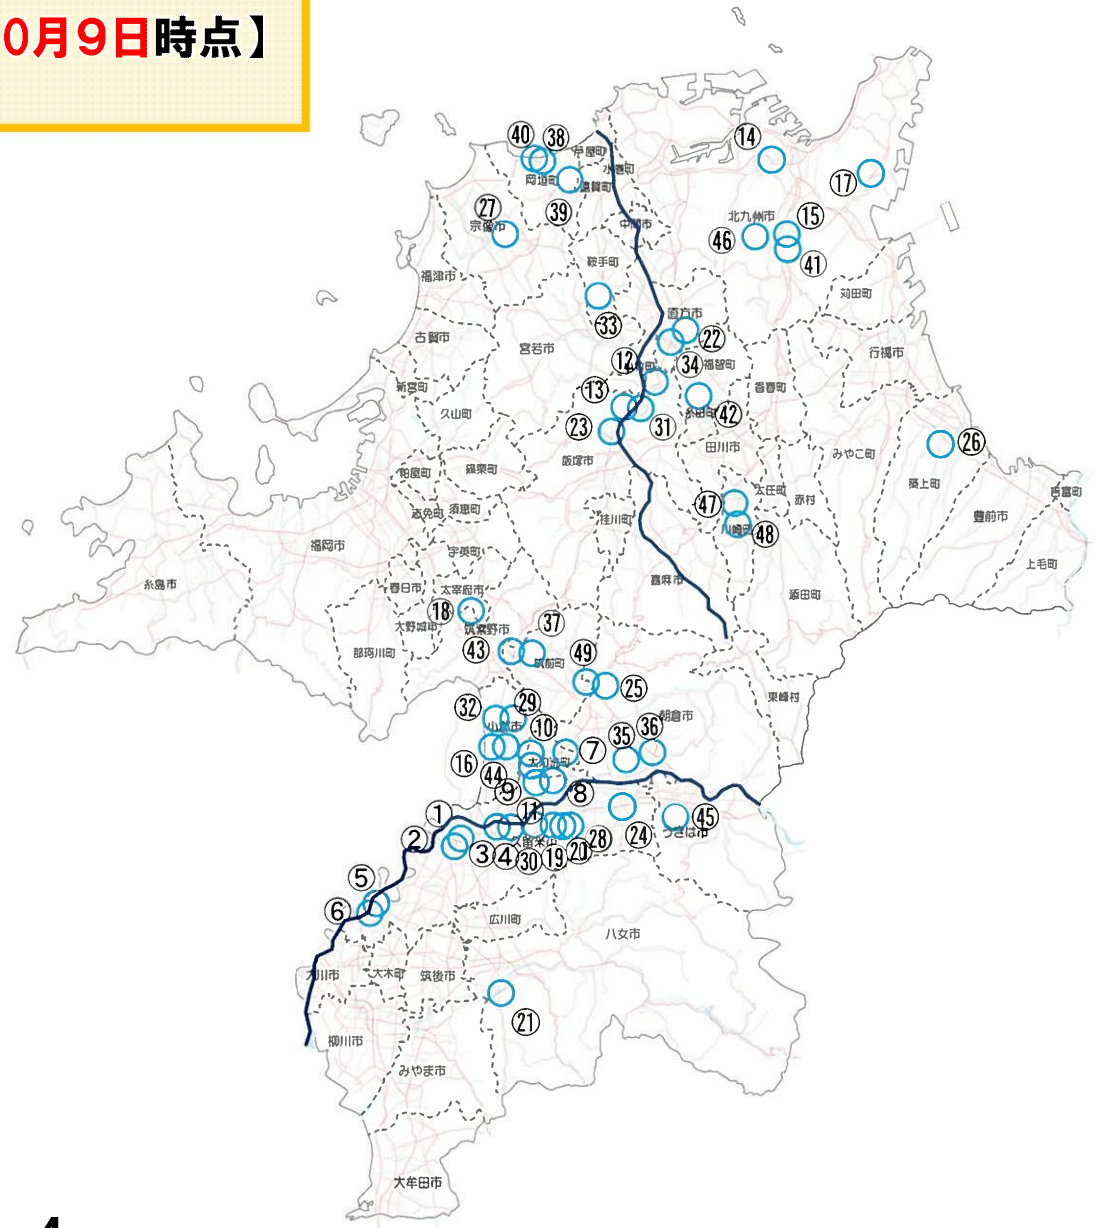 0月9日時点】
㊵
㊳
芦屋町
⑭
水巻町
岡垣町
遠賀町
⑰
㉗
㊴
宗像市
中間市
北九州市
⑮
㊻
㊶
鞍手町
福津市
苅田町
㉝
直方市
古賀市
㉒
宮若市
行橋市
⑫
㉞
福智町
⑬
新宮町
香春町
久山町
糸田町
㊷
㉓
㉛
田川市
㉖
飯塚市
みやこ町
粕屋町
篠栗町
築上町
大任町
赤村
吉富町
㊼
志免町
須恵町
桂川町
豊前市
川崎町
㊽
福岡市
宇美町
上毛町
糸島市
春日市
太宰府市
嘉麻市
添田町
⑱
大野城市
筑紫野市
㊲
那珂川町
㊸
筑前町
㊾
㉕
東峰村
㉜
㉙
朝倉市
小郡市
⑩
㉟
㊱
⑯
大刀洗町
⑦
㊹
⑨
⑧
①
⑪
㊺
②
うきは市
久留米市
③
④
㉚
⑲
⑳
㉘
㉔
⑤
⑥
広川町
八女市
大川市
大木町
筑後市
㉑
柳川市
みやま市
大牟田市